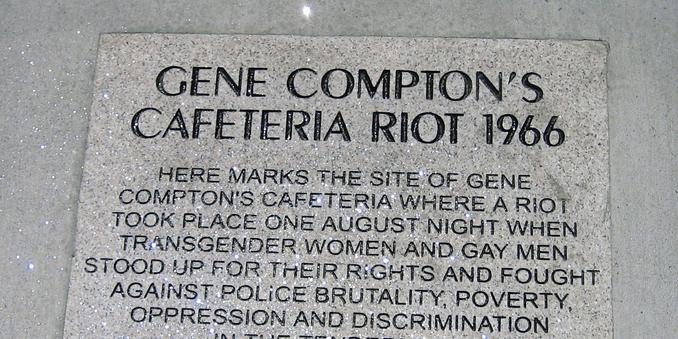 GENE COMPTON'S
CAFETERIA RIOT 1966
HERE MARKS THE SITE OF GENE
COMPTON'S CAFETERIA WHERE A RIOT
TOOK PLACE ONE AUGUST NIGHT WHEN
TRANSGENDER WOMEN AND GAY MEN
STOOD UP FOR THEIR RIGHTS AND FOUGHT
AGAINST POLICE BRUTALITY, POVERTY,
OPPRESSION AND DISCRIMINATION
IN THE